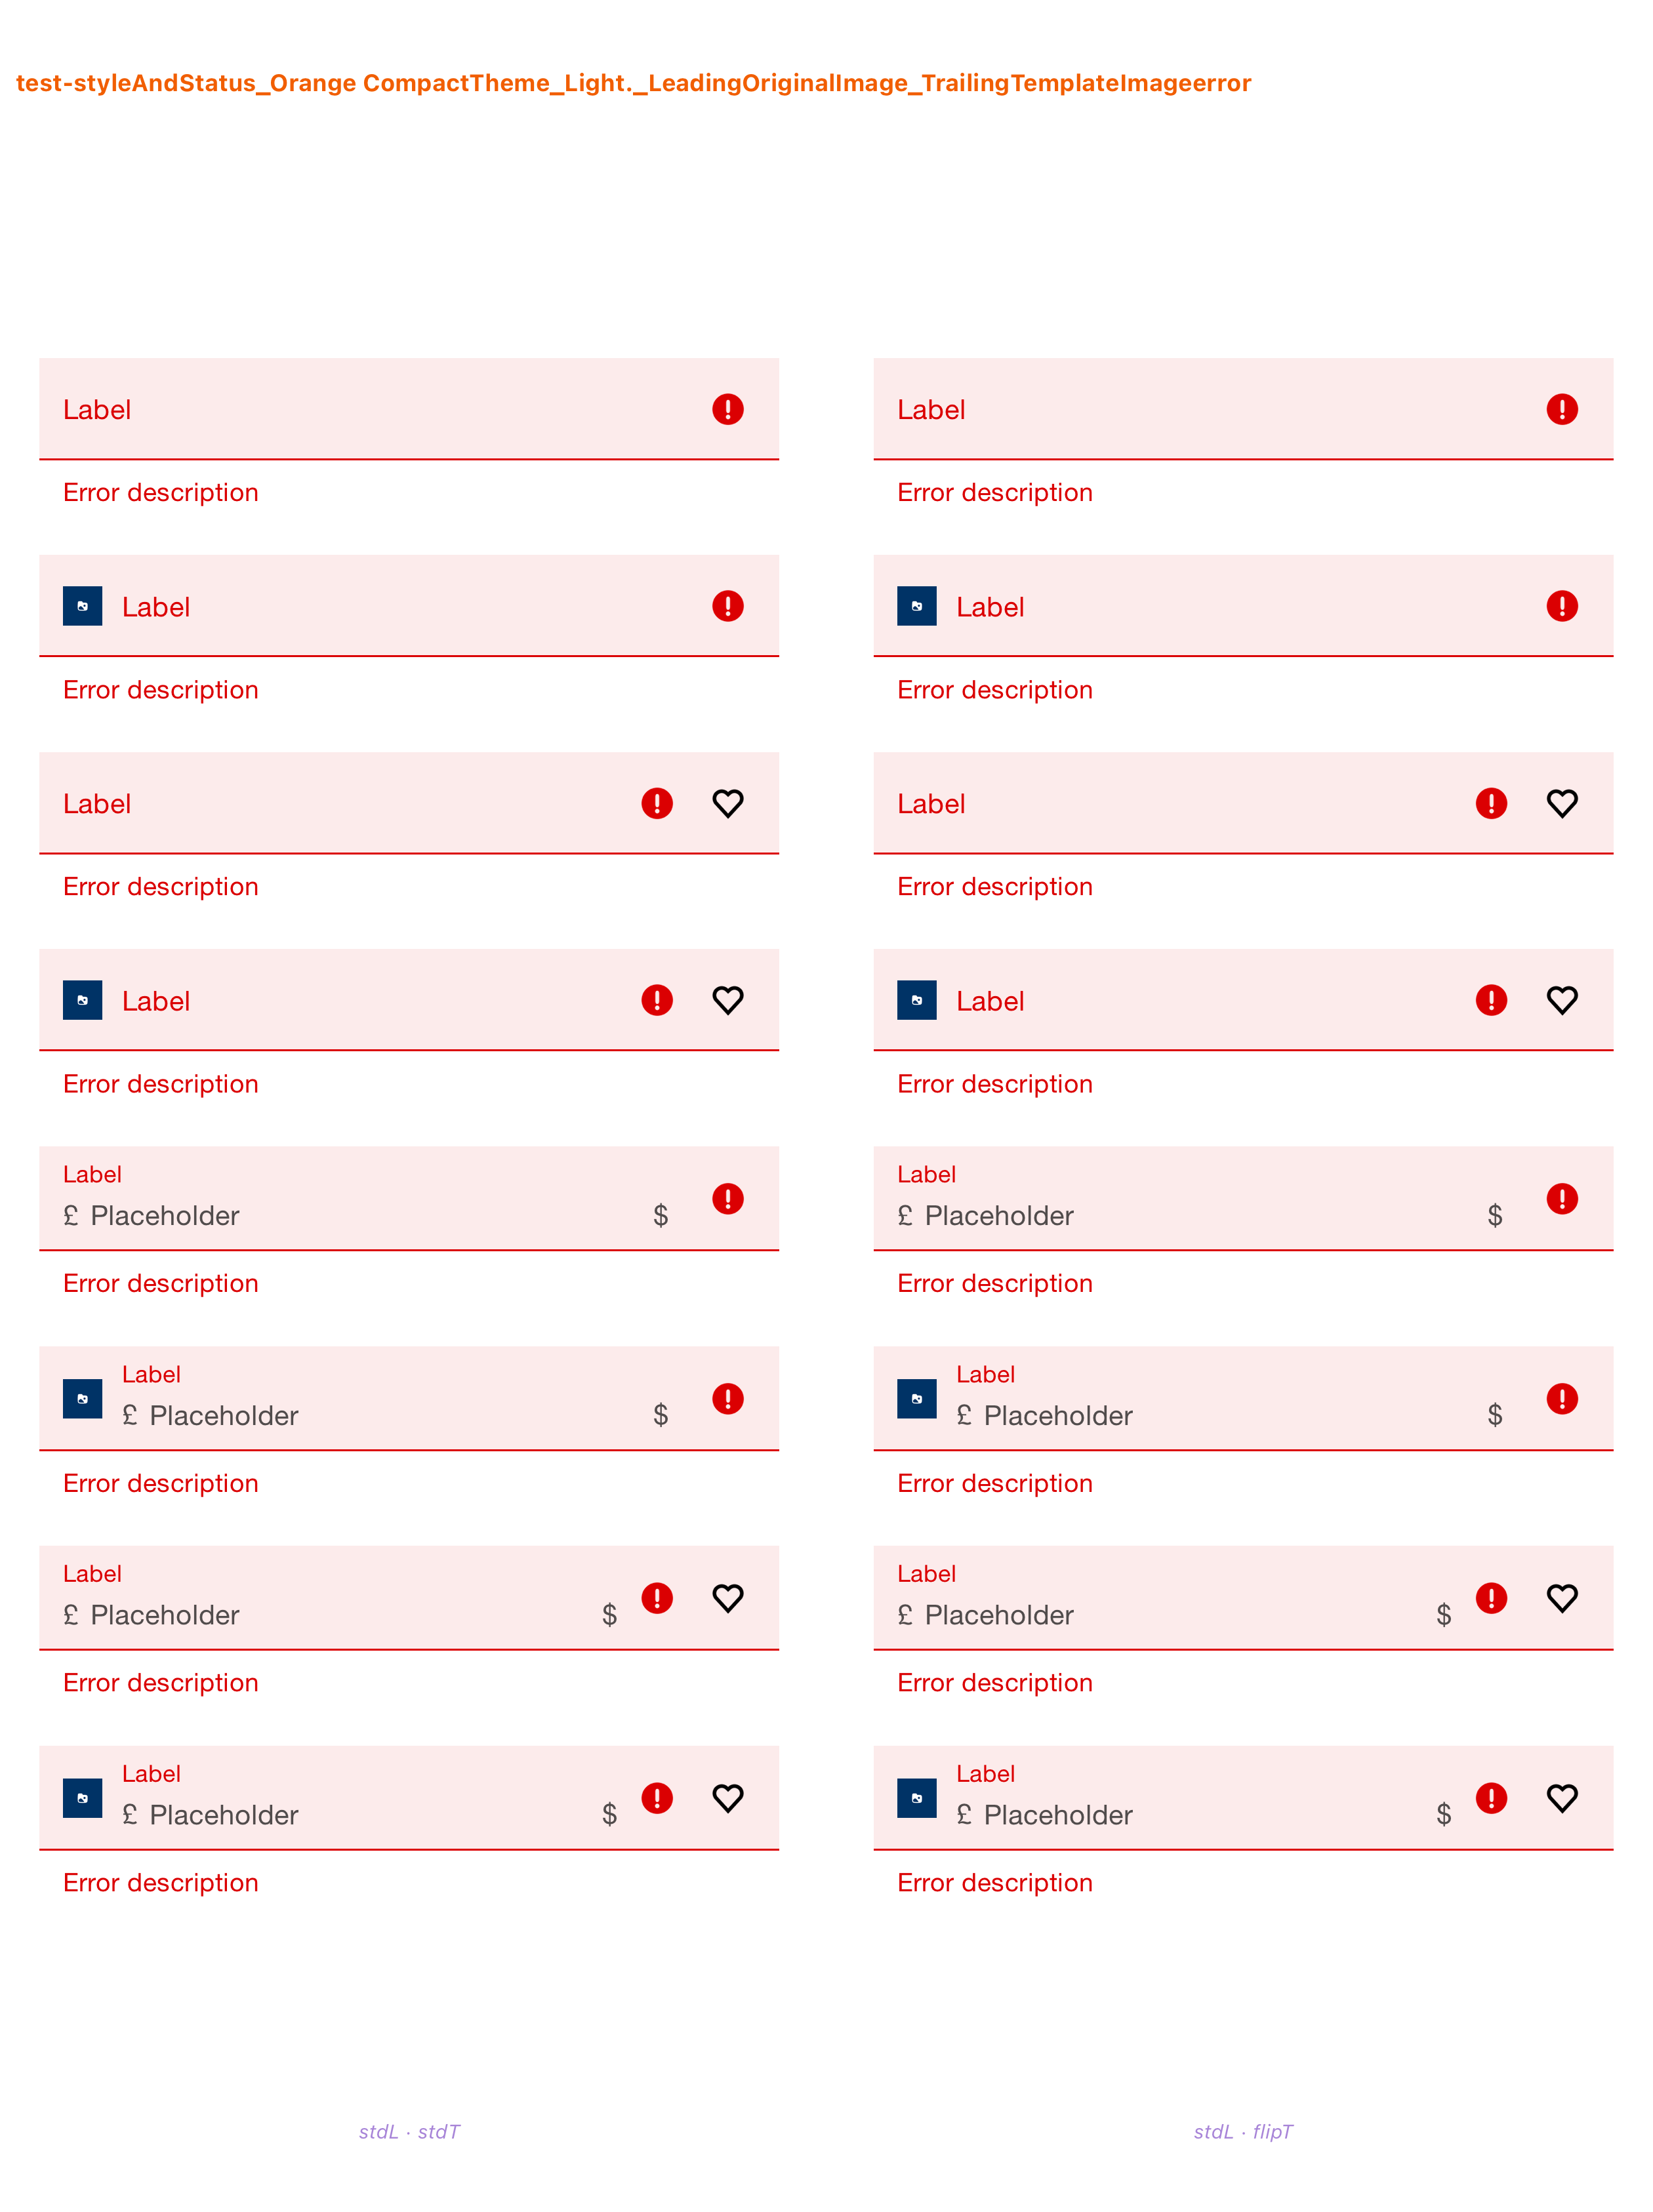 test-styleAndStatus_Orange CompactTheme_Light._LeadingOriginalImage_TrailingTemplateImageerror
Label
Error description
Label
Error description
Label
Error description
Label
Error description
Label
£ Placeholder $
Error description
Label
£ Placeholder $
Error description
Label
£ Placeholder $
Error description
Label
£ Placeholder $
Error description
stdL · stdT
Label
Error description
Label
Error description
Label
Error description
Label
Error description
Label
£ Placeholder $
Error description
Label
£ Placeholder $
Error description
Label
£ Placeholder $
Error description
Label
£ Placeholder $
Error description
stdL · flipT